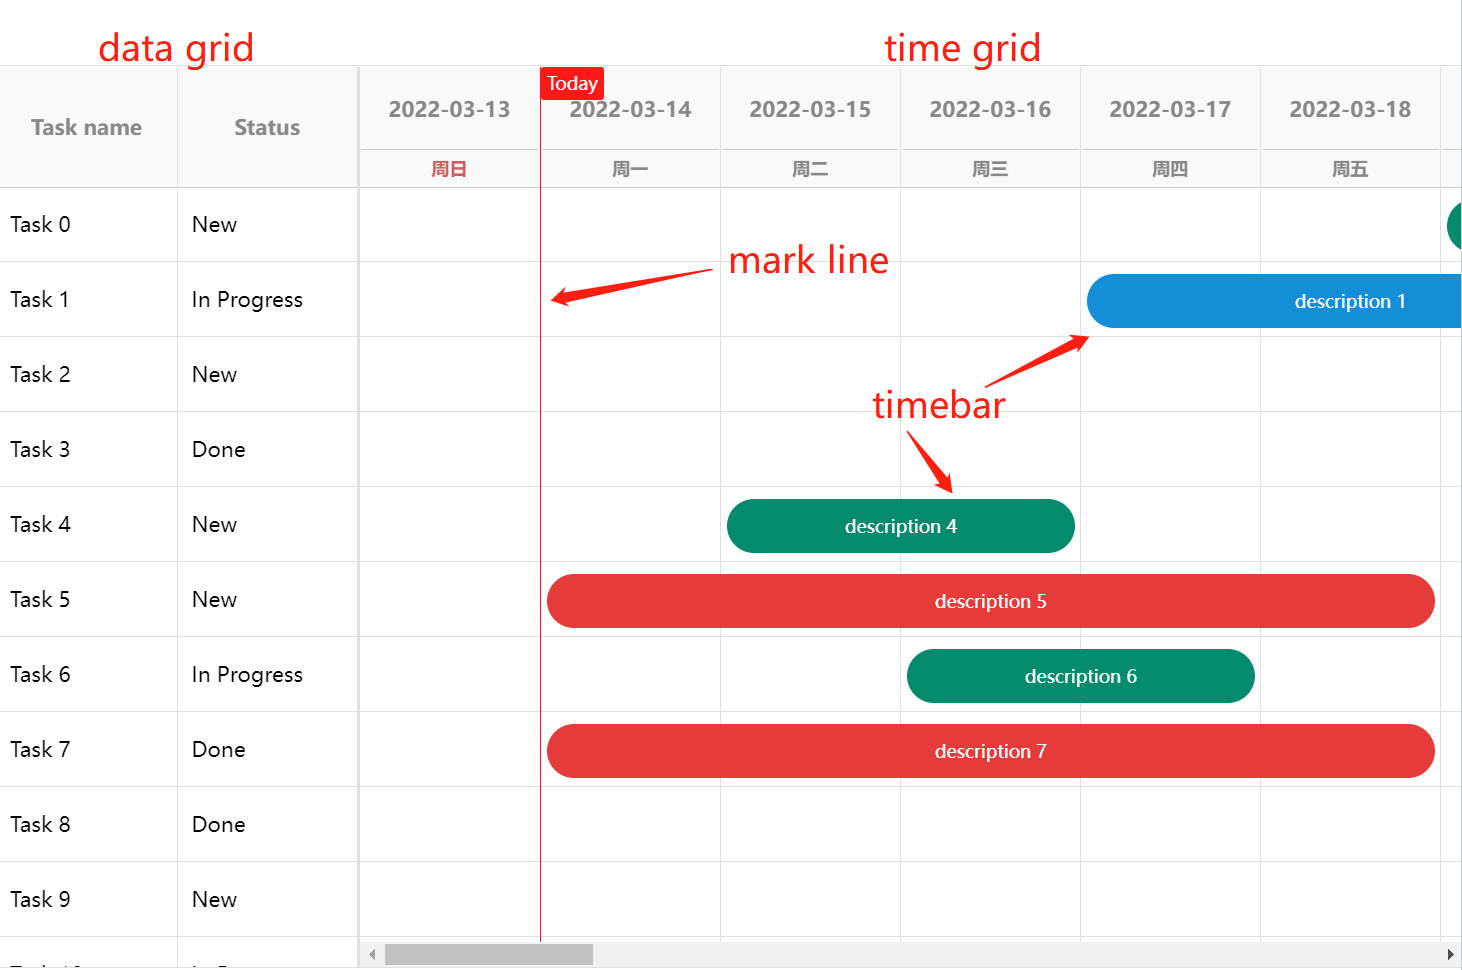 data grid
time grid
Today
Task name Status 2022-03-13 2022-03-14 2022-03-15 2022-03-16 2022-03-17 2022-03-18
周日 周一 周二 周三 周四 周五
Task 0 New
mark line
Task 1 In Progress description 1
Task 2 New
timebar
Task 3 Done
Task 4 New description 4
Task 5 New description 5
Task 6 In Progress description 6
Task 7 Done description 7
Task 8 Done
Task 9 New